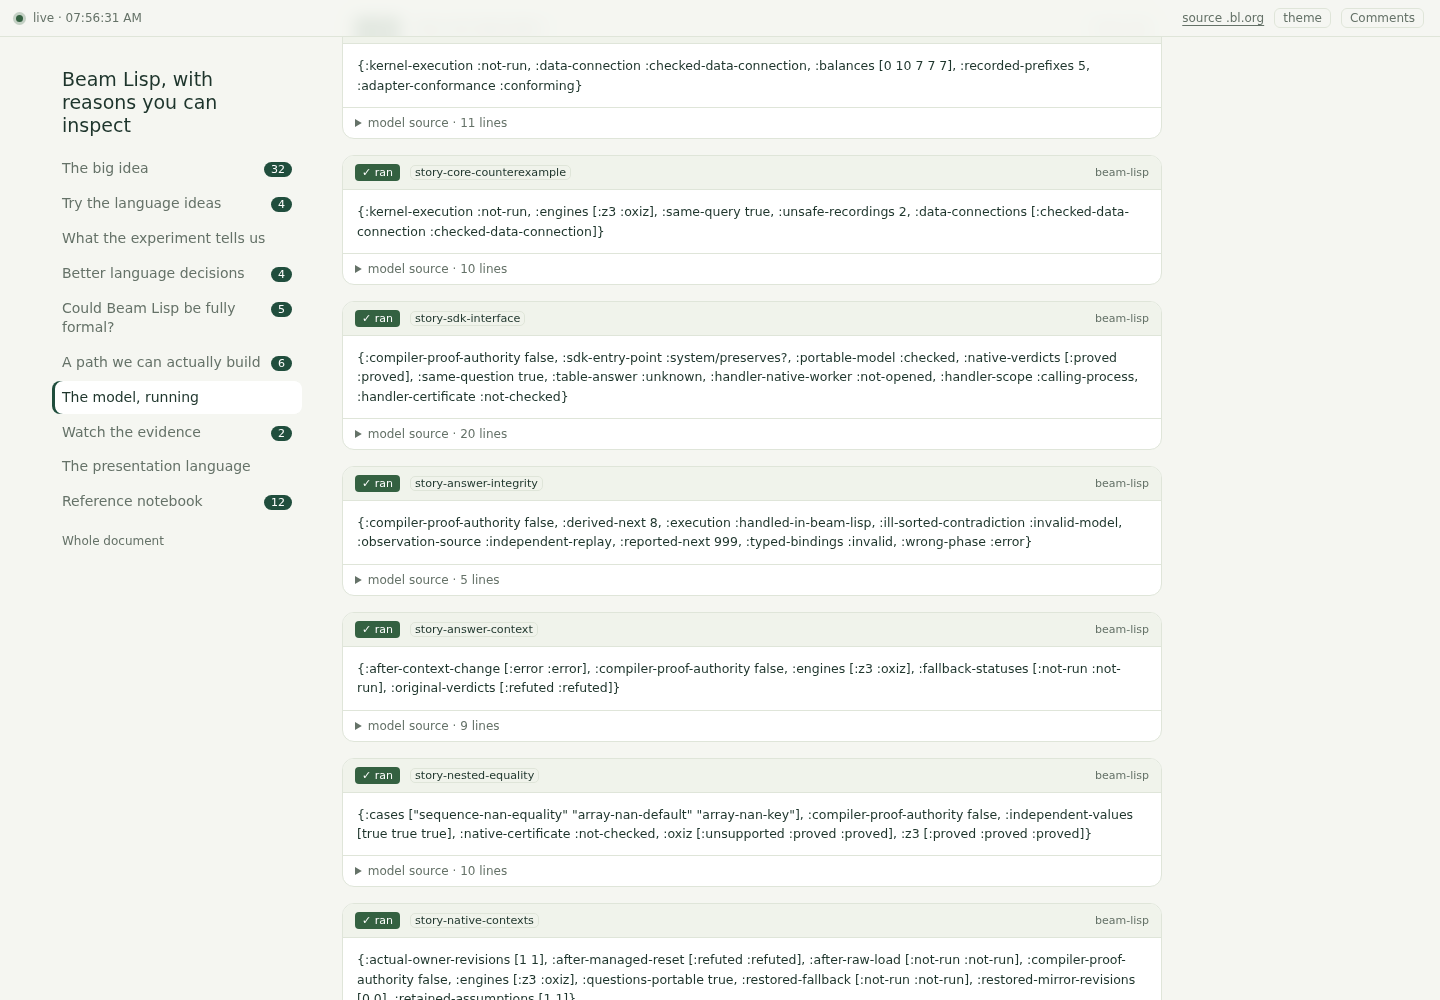 live · 07:56:31 AM
source .bl.org
theme
Comments
Beam Lisp, with
reasons you can
inspect
The big idea
32
Try the language ideas
4
What the experiment tells us
Better language decisions
4
Could Beam Lisp be fully
formal?
5
A path we can actually build
6
The model, running
Watch the evidence
2
The presentation language
Reference notebook
12
Whole document
{:kernel-execution :not-run, :data-connection :checked-data-connection, :balances [0 10 7 7 7], :recorded-prefixes 5,
:adapter-conformance :conforming}
▶ model source · 11 lines
✓ ran story-core-counterexample beam-lisp
{:kernel-execution :not-run, :engines [:z3 :oxiz], :same-query true, :unsafe-recordings 2, :data-connections [:checked-data-
connection :checked-data-connection]}
▶ model source · 10 lines
✓ ran story-sdk-interface beam-lisp
{:compiler-proof-authority false, :sdk-entry-point :system/preserves?, :portable-model :checked, :native-verdicts [:proved
:proved], :same-question true, :table-answer :unknown, :handler-native-worker :not-opened, :handler-scope :calling-process,
:handler-certificate :not-checked}
▶ model source · 20 lines
✓ ran story-answer-integrity beam-lisp
{:compiler-proof-authority false, :derived-next 8, :execution :handled-in-beam-lisp, :ill-sorted-contradiction :invalid-model,
:observation-source :independent-replay, :reported-next 999, :typed-bindings :invalid, :wrong-phase :error}
▶ model source · 5 lines
✓ ran story-answer-context beam-lisp
{:after-context-change [:error :error], :compiler-proof-authority false, :engines [:z3 :oxiz], :fallback-statuses [:not-run :not-
run], :original-verdicts [:refuted :refuted]}
▶ model source · 9 lines
✓ ran story-nested-equality beam-lisp
{:cases ["sequence-nan-equality" "array-nan-default" "array-nan-key"], :compiler-proof-authority false, :independent-values
[true true true], :native-certificate :not-checked, :oxiz [:unsupported :proved :proved], :z3 [:proved :proved :proved]}
▶ model source · 10 lines
✓ ran story-native-contexts beam-lisp
{:actual-owner-revisions [1 1], :after-managed-reset [:refuted :refuted], :after-raw-load [:not-run :not-run], :compiler-proof-
authority false, :engines [:z3 :oxiz], :questions-portable true, :restored-fallback [:not-run :not-run], :restored-mirror-revisions
[0 0], :retained-assumptions [1 1]}